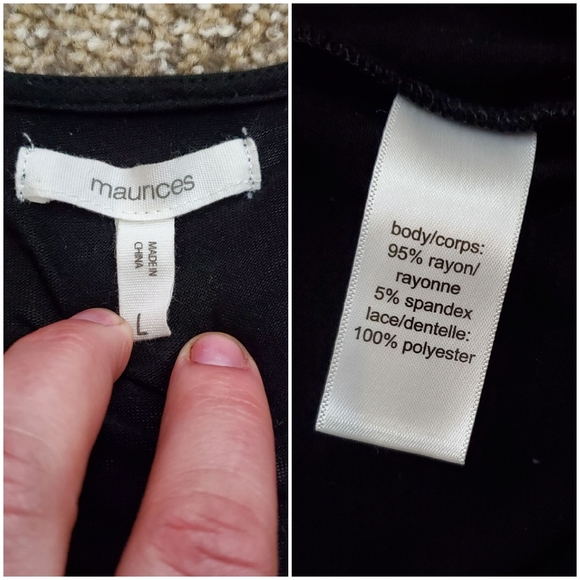 maurices
MADE IN
CHINA
L
body/corps:
95% rayon/
rayonne
5% spandex
lace/dentelle:
100% polyester